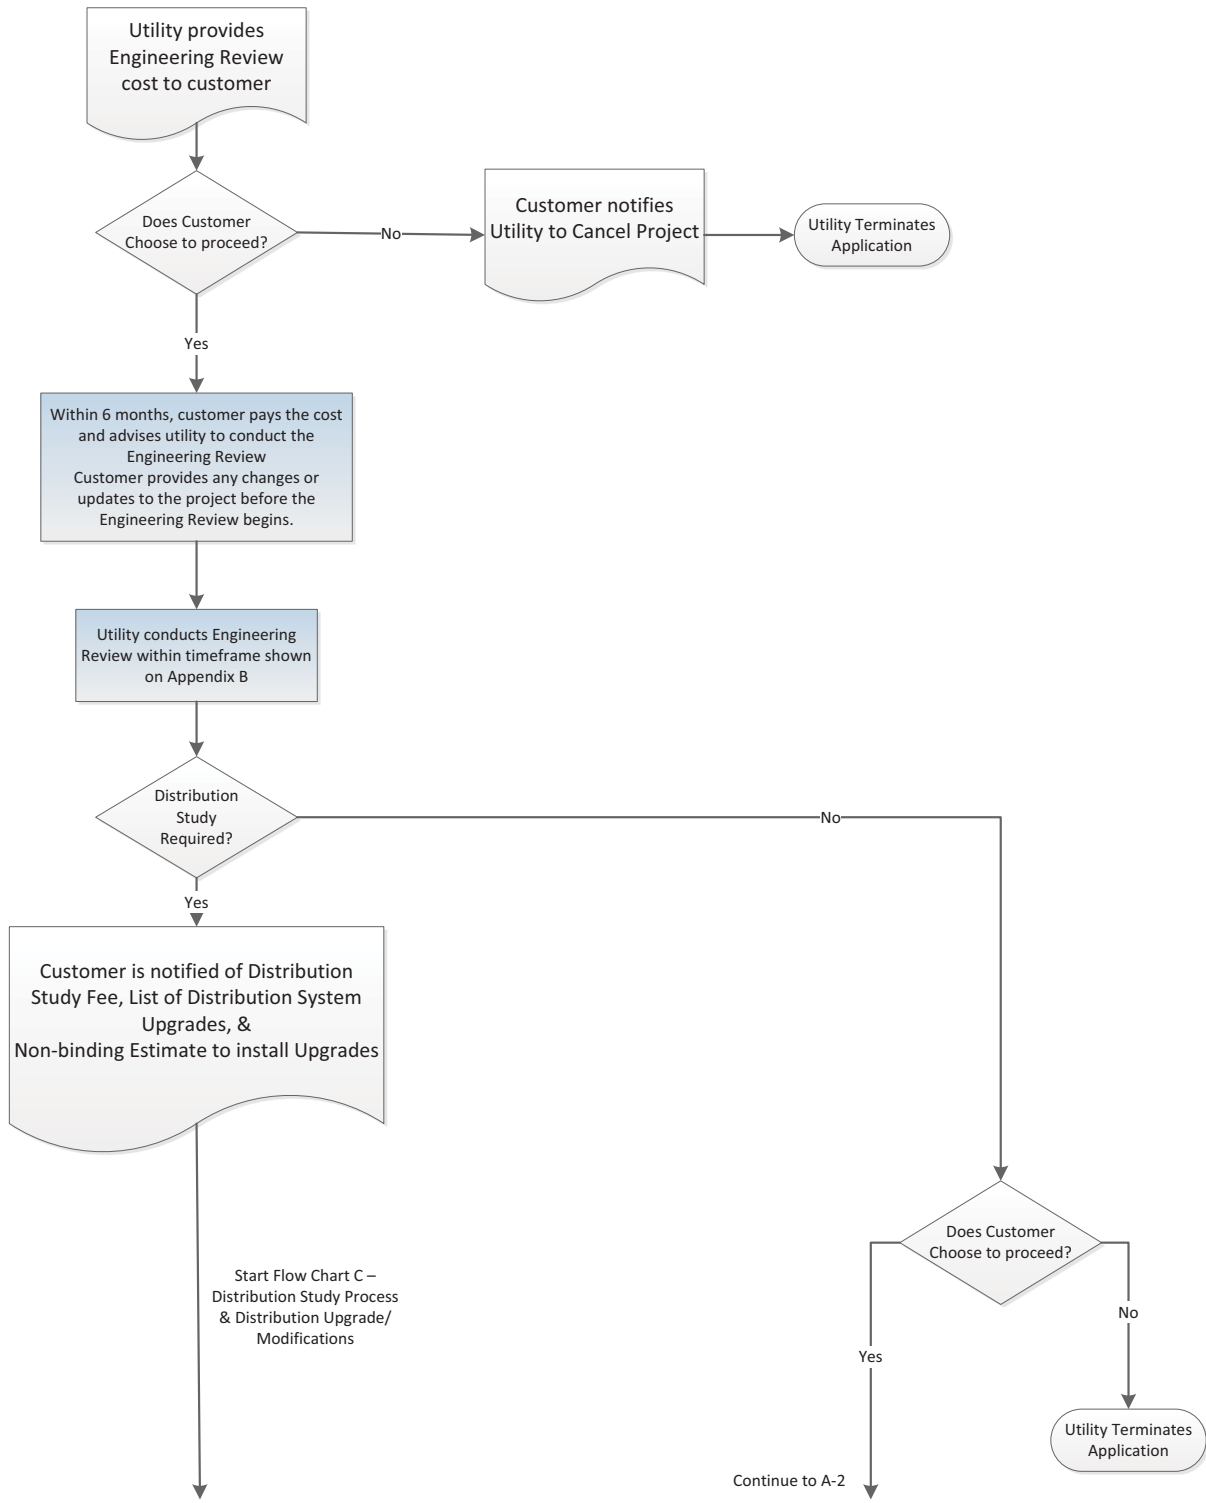 Utility provides
Engineering Review
cost to customer
Does Customer
Choose to proceed?
No
Customer notifies
Utility to Cancel Project
Utility Terminates
Application
Yes
Within 6 months, customer pays the cost
and advises utility to conduct the
Engineering Review
Customer provides any changes or
updates to the project before the
Engineering Review begins.
Utility conducts Engineering
Review within timeframe shown
on Appendix B
Distribution
Study
Required?
No
Yes
Customer is notified of Distribution
Study Fee, List of Distribution System
Upgrades, &
Non-binding Estimate to install Upgrades
Start Flow Chart C –
Distribution Study Process
& Distribution Upgrade/
Modifications
Does Customer
Choose to proceed?
No
Yes
Utility Terminates
Application
Continue to A-2